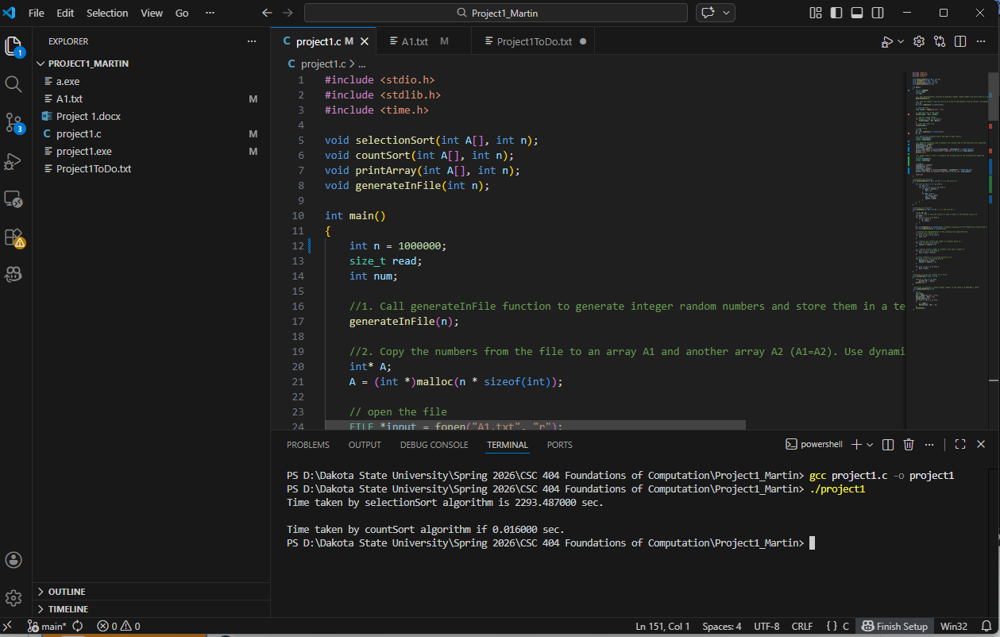 File Edit Selection View Go ··· Project1_Martin
EXPLORER ···
PROJECT1_MARTIN
a.exe
A1.txt M
Project 1.docx
project1.c M
project1.exe M
Project1ToDo.txt
OUTLINE
TIMELINE
1
3
C project1.c M
A1.txt M
Project1ToDo.txt
C project1.c > ...
1 #include <stdio.h>
2 #include <stdlib.h>
3 #include <time.h>
4
5 void selectionSort(int A[], int n);
6 void countSort(int A[], int n);
7 void printArray(int A[], int n);
8 void generateInFile(int n);
9
10 int main()
11 {
12 int n = 1000000;
13 size_t read;
14 int num;
15
16 //1. Call generateInFile function to generate integer random numbers and store them in a te
17 generateInFile(n);
18
19 //2. Copy the numbers from the file to an array A1 and another array A2 (A1=A2). Use dynami
20 int* A;
21 A = (int *)malloc(n * sizeof(int));
22
23 // open the file
24 FILE *input = fopen("A1.txt", "r");
PROBLEMS OUTPUT DEBUG CONSOLE TERMINAL PORTS powershell ···
PS D:\Dakota State University\Spring 2026\CSC 404 Foundations of Computation\Project1_Martin> gcc project1.c -o project1
PS D:\Dakota State University\Spring 2026\CSC 404 Foundations of Computation\Project1_Martin> ./project1
Time taken by selectionSort algorithm is 2293.487000 sec.
Time taken by countSort algorithm if 0.016000 sec.
PS D:\Dakota State University\Spring 2026\CSC 404 Foundations of Computation\Project1_Martin>
main* 0 0 Ln 151, Col 1 Spaces: 4 UTF-8 CRLF {} C Finish Setup Win32